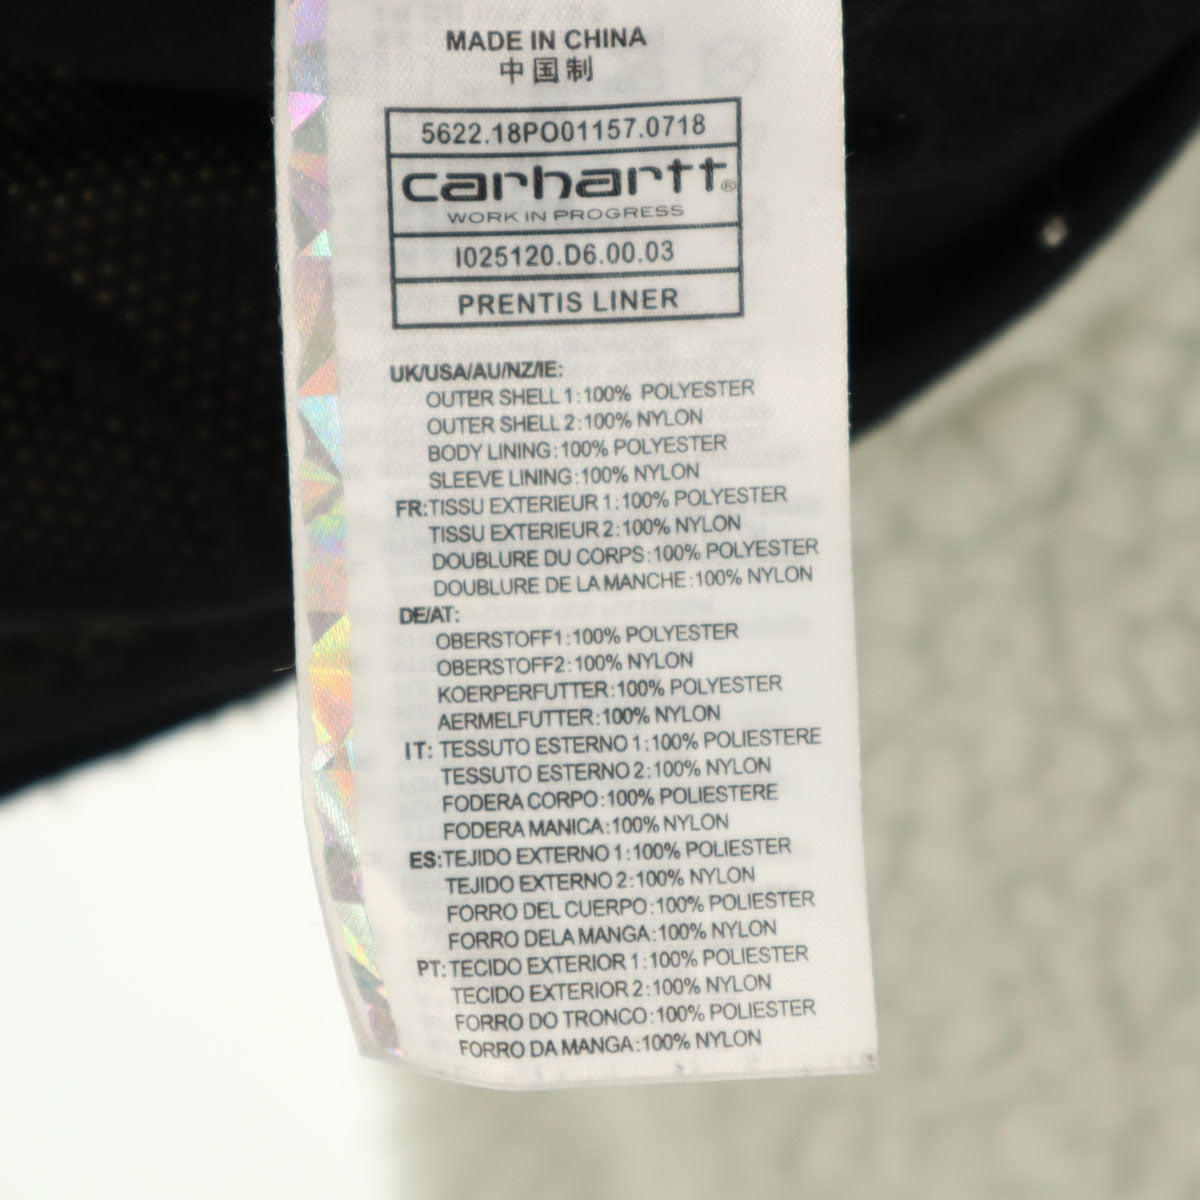 MADE IN CHINA
中国制
5622.18PO01157.0718
carhartt®
WORK IN PROGRESS
I025120.D6.00.03
PRENTIS LINER
UK/USA/AU/NZ/IE:
OUTER SHELL 1:100% POLYESTER
OUTER SHELL 2:100% NYLON
BODY LINING:100% POLYESTER
SLEEVE LINING:100% NYLON
FR:TISSU EXTERIEUR 1:100% POLYESTER
TISSU EXTERIEUR 2:100% NYLON
DOUBLURE DU CORPS:100% POLYESTER
DOUBLURE DE LA MANCHE:100% NYLON
DE/AT:
OBERSTOFF1:100% POLYESTER
OBERSTOFF2:100% NYLON
KOERPERFUTTER:100% POLYESTER
AERMELFUTTER:100% NYLON
IT: TESSUTO ESTERNO 1:100% POLIESTERE
TESSUTO ESTERNO 2:100% NYLON
FODERA CORPO:100% POLIESTERE
FODERA MANICA:100% NYLON
ES:TEJIDO EXTERNO 1:100% POLIESTER
TEJIDO EXTERNO 2:100% NYLON
FORRO DEL CUERPO:100% POLIESTER
FORRO DELA MANGA:100% NYLON
PT:TECIDO EXTERIOR 1:100% POLIESTER
TECIDO EXTERIOR 2:100% NYLON
FORRO DO TRONCO:100% POLIESTER
FORRO DA MANGA:100% NYLON